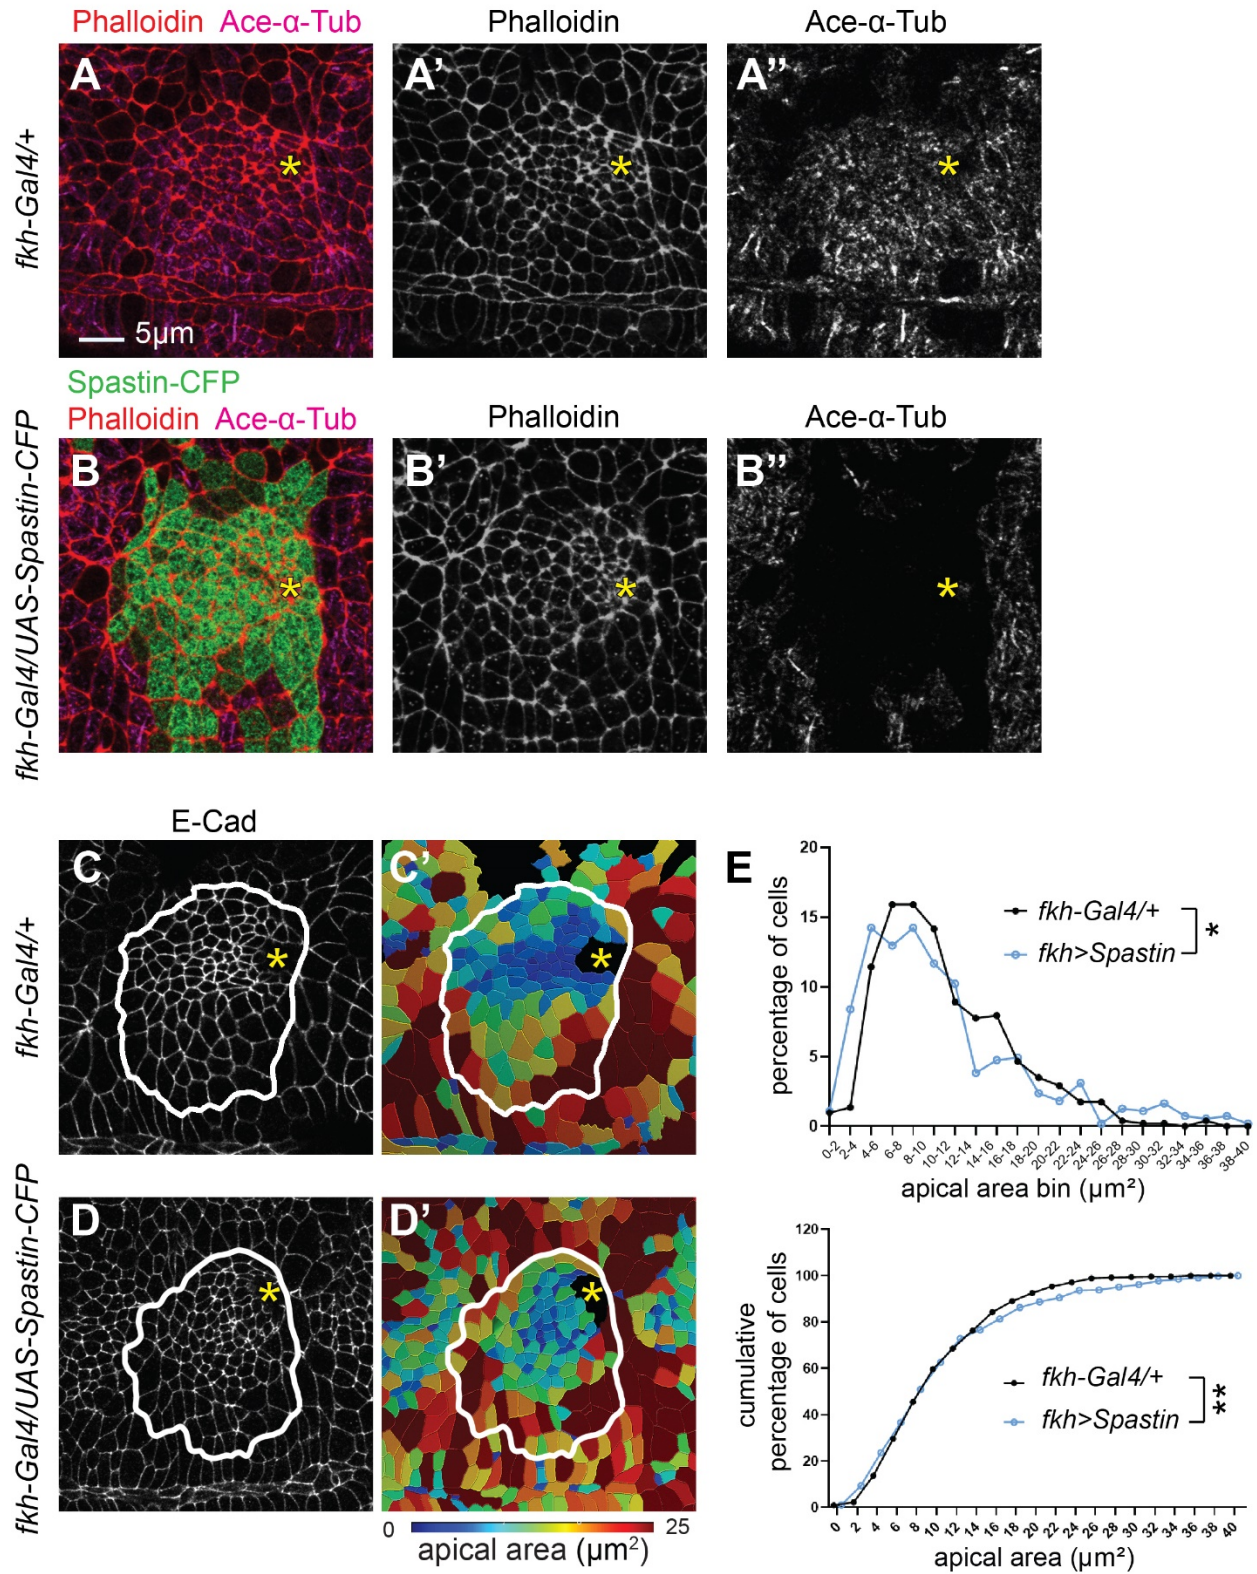 Phalloidin Ace-α-Tub
Phalloidin
Ace-α-Tub
fkh-Gal4/+
A
A’
A’’
*
*
*
5µm
Spastin-CFP
Phalloidin Ace-α-Tub
Phalloidin
Ace-α-Tub
fkh-Gal4/UAS-Spastin-CFP
B
B’
B’’
*
*
*
E-Cad
fkh-Gal4/+
C
C’
*
*
fkh-Gal4/UAS-Spastin-CFP
D
D’
*
*
0
25
apical area (µm²)
E
percentage of cells
20
15
10
5
0
fkh-Gal4/+
fkh>Spastin
*
0-2
2-4
4-6
6-8
8-10
10-12
12-14
14-16
16-18
18-20
20-22
22-24
24-26
26-28
28-30
30-32
32-34
34-36
36-38
38-40
apical area bin (µm²)
cumulative
percentage of cells
120
100
80
60
40
20
0
fkh-Gal4/+
fkh>Spastin
**
0
2
4
6
8
10
12
14
16
18
20
22
24
26
28
30
32
34
36
38
40
apical area (µm²)